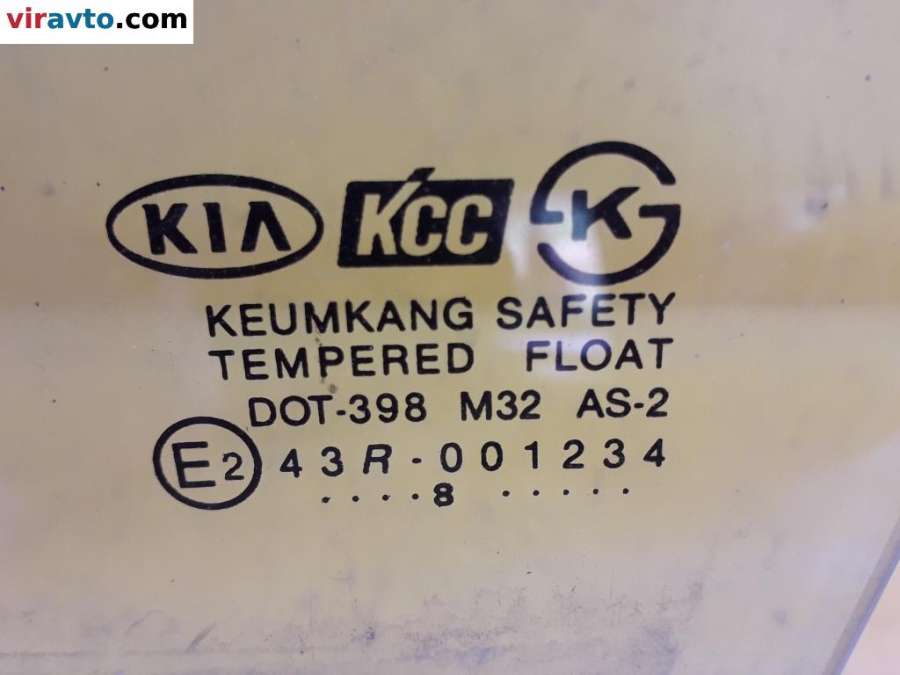 viravto.com
KIA KCC K
KEUMKANG SAFETY
TEMPERED FLOAT
DOT-398 M32 AS-2
E2 43R-001234
....8 .....